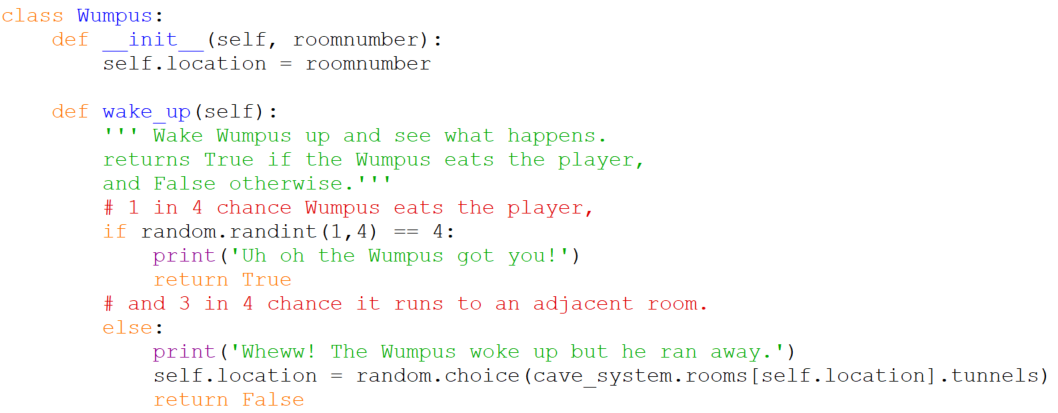 class Wumpus:
    def __init__(self, roomnumber):
        self.location = roomnumber

    def wake_up(self):
        ''' Wake Wumpus up and see what happens.
        returns True if the Wumpus eats the player,
        and False otherwise.'''
        # 1 in 4 chance Wumpus eats the player,
        if random.randint(1,4) == 4:
            print('Uh oh the Wumpus got you!')
            return True
        # and 3 in 4 chance it runs to an adjacent room.
        else:
            print('Wheww! The Wumpus woke up but he ran away.')
            self.location = random.choice(cave_system.rooms[self.location].tunnels)
            return False